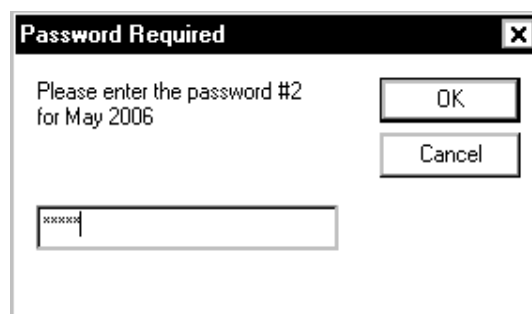 Password Required
Please enter the password #2
for May 2006
OK
Cancel
*****